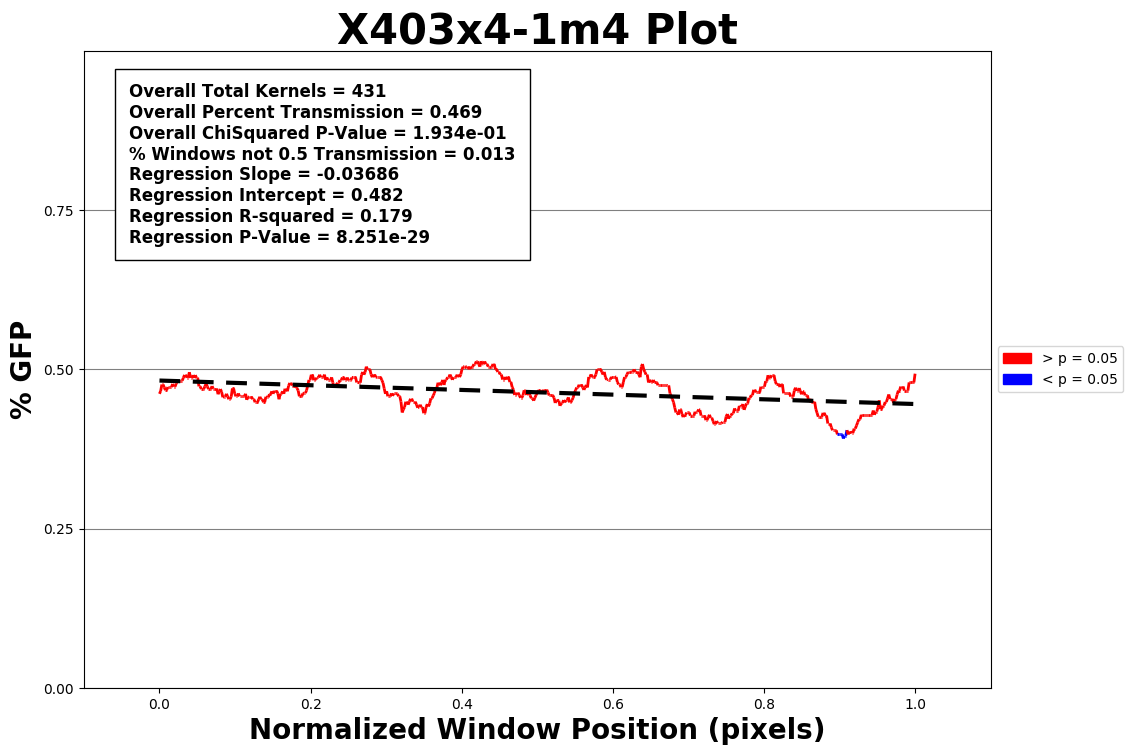 X403x4-1m4 Plot
Overall Total Kernels = 431
Overall Percent Transmission = 0.469
Overall ChiSquared P-Value = 1.934e-01
% Windows not 0.5 Transmission = 0.013
Regression Slope = -0.03686
Regression Intercept = 0.482
Regression R-squared = 0.179
Regression P-Value = 8.251e-29
% GFP
0.75
0.50
0.25
0.00
> p = 0.05
< p = 0.05
0.0 0.2 0.4 0.6 0.8 1.0
Normalized Window Position (pixels)